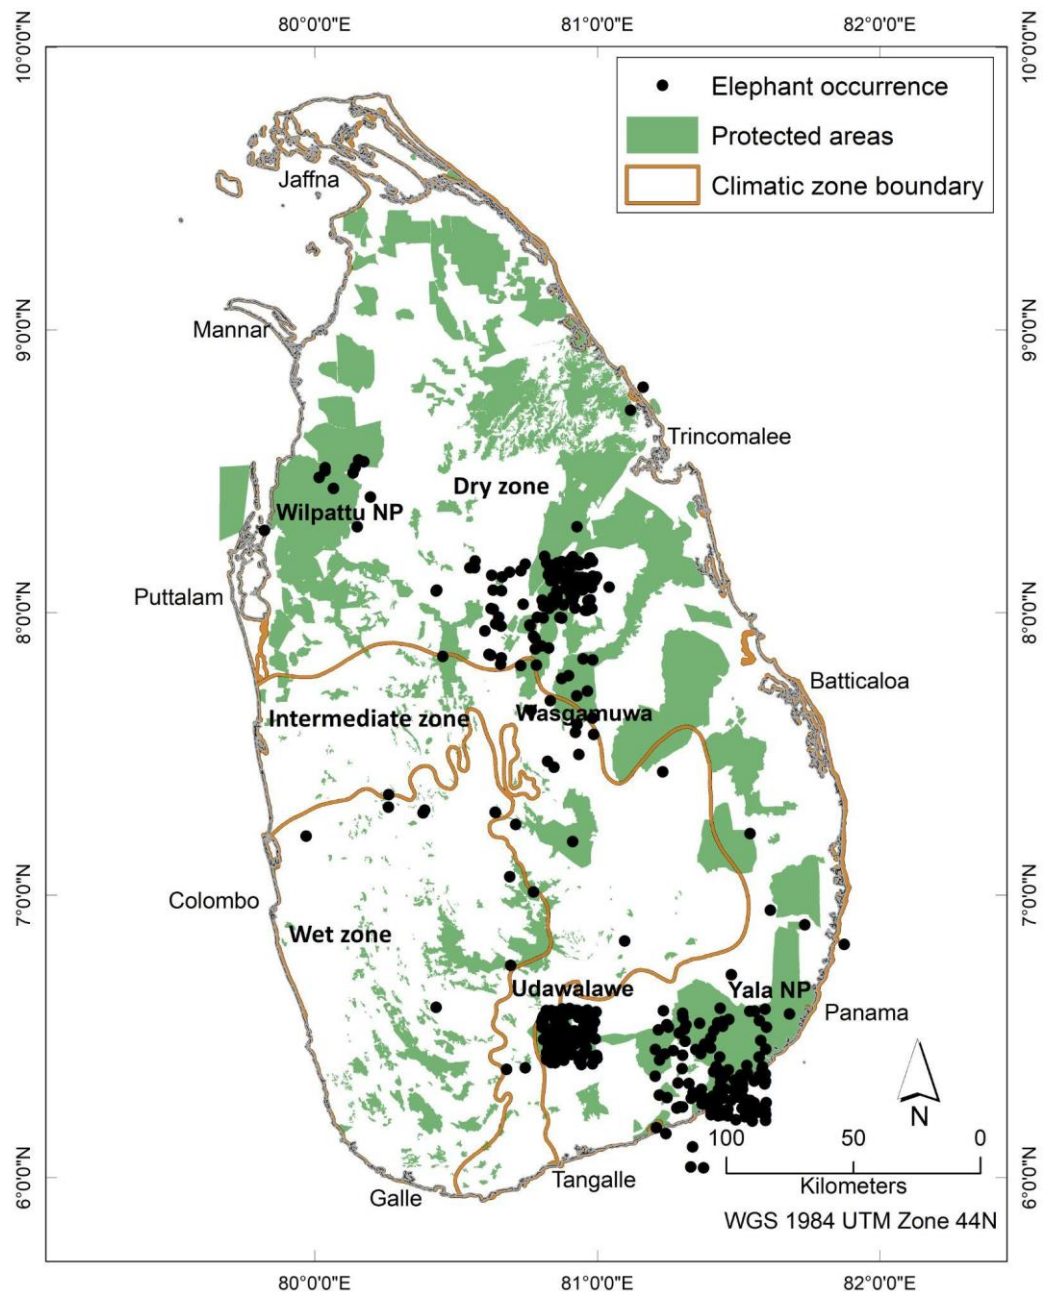 80°0'0"E 81°0'0"E 82°0'0"E
10°0'0"N 10°0'0"N
Elephant occurrence
Protected areas
Climatic zone boundary
Jaffna
9°0'0"N Mannar 9°0'0"N
Trincomalee
Dry zone
Wilpattu NP
Puttalam
8°0'0"N 8°0'0"N
Batticaloa
Intermediate zone Wasgamuwa
Colombo
7°0'0"N 7°0'0"N
Wet zone
Udawalawe Yala NP
Panama
N
100 50 0
Kilometers
6°0'0"N 6°0'0"N
Tangalle
Galle
WGS 1984 UTM Zone 44N
80°0'0"E 81°0'0"E 82°0'0"E